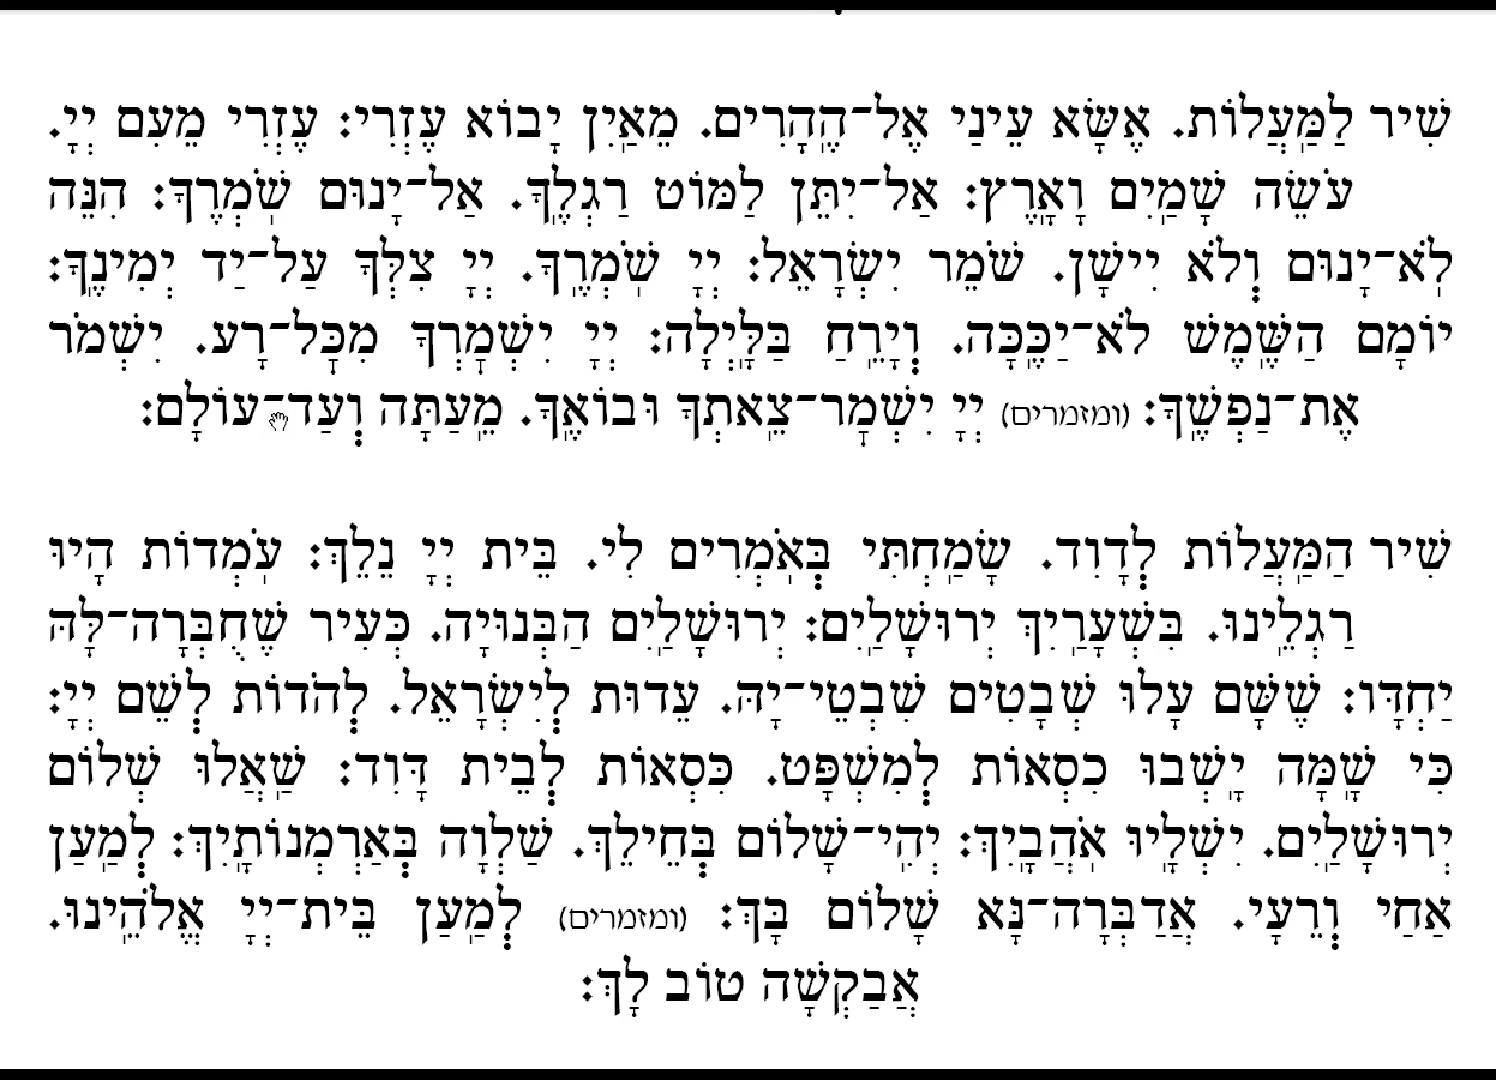 שִׁיר לַמַּֽעֲלוֹת. אֶשָּׂא עֵינַי אֶל־הֶֽהָרִים. מֵאַֽיִן יָבוֹא עֶזְרִי: עֶזְרִי מֵעִם יְיָ.
עֹשֵׂה שָׁמַֽיִם וָאָֽרֶץ: אַל־יִתֵּן לַמּוֹט רַגְלֶֽךָ. אַל־יָנוּם שֹֽׁמְרֶֽךָ: הִנֵּה
לֹֽא־יָנוּם וְלֹא יִישָׁן. שֹׁמֵר יִשְׂרָאֵל: יְיָ שֹֽׁמְרֶֽךָ. יְיָ צִלְּךָ עַל־יַד יְמִינֶֽךָ:
יוֹמָם הַשֶּֽׁמֶשׁ לֹא־יַכֶּֽכָּה. וְיָרֵֽחַ בַּלָּֽיְלָה: יְיָ יִשְׁמָרְךָ מִכָּל־רָע. יִשְׁמֹר
אֶת־נַפְשֶֽׁךָ: (ומזמרים) יְיָ יִשְׁמָר־צֵֽאתְךָ וּבוֹאֶֽךָ. מֵֽעַתָּה וְעַד־עוֹלָם:
שִׁיר הַמַּֽעֲלוֹת לְדָוִד. שָׂמַֽחְתִּי בְּאֹֽמְרִים לִי. בֵּית יְיָ נֵלֵךְ: עֹֽמְדוֹת הָיוּ
רַגְלֵֽינוּ. בִּשְׁעָרַֽיִךְ יְרוּשָׁלַֽיִם: יְרוּשָׁלַֽיִם הַבְּנוּיָה. כְּעִיר שֶׁחֻבְּרָה־לָּהּ
יַחְדָּו: שֶׁשָּׁם עָלוּ שְׁבָטִים שִׁבְטֵי־יָהּ. עֵדוּת לְיִשְׂרָאֵל. לְהֹדוֹת לְשֵׁם יְיָ:
כִּי שָֽׁמָּה יָֽשְׁבוּ כִסְאוֹת לְמִשְׁפָּט. כִּסְאוֹת לְבֵית דָּוִד: שַֽׁאֲלוּ שְׁלוֹם
יְרוּשָׁלָֽיִם. יִשְׁלָֽיוּ אֹֽהֲבָֽיִךְ: יְהִי־שָׁלוֹם בְּחֵילֵךְ. שַׁלְוָה בְּאַרְמְנוֹתָֽיִךְ: לְמַֽעַן
אַחַי וְרֵעָי. אֲדַבְּרָה־נָּא שָׁלוֹם בָּךְ: (ומזמרים) לְמַֽעַן בֵּית־יְיָ אֱלֹהֵֽינוּ.
אֲבַקְשָׁה טוֹב לָךְ: